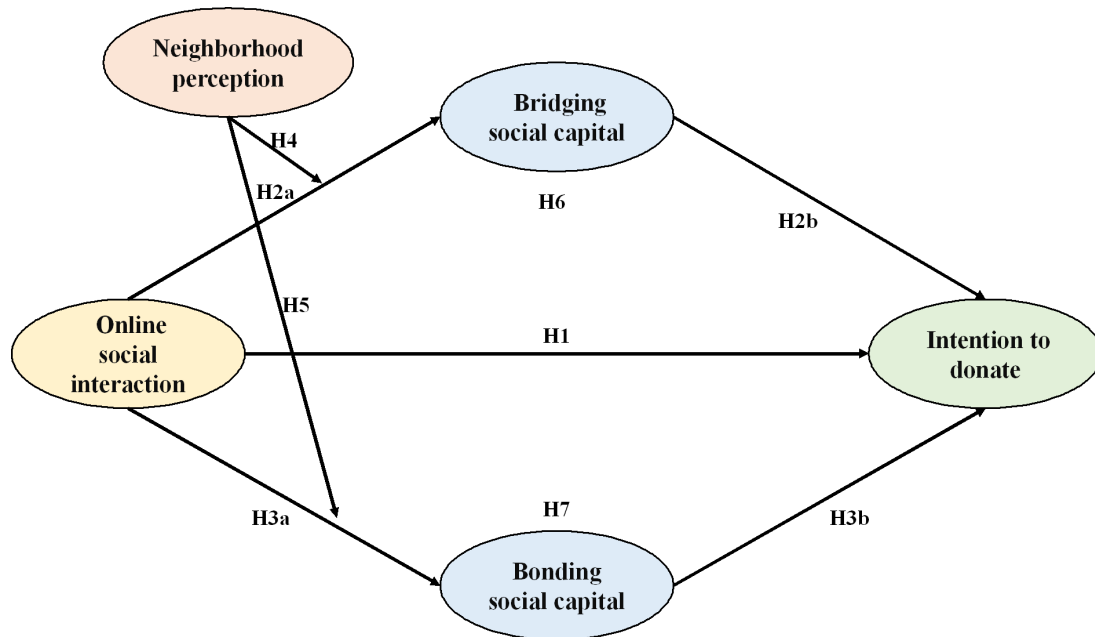 Neighborhood
perception
Bridging
social capital
H4
H2a
H6
H2b
H5
H1
Online
social
interaction
Intention to
donate
H3a
H7
H3b
Bonding
social capital